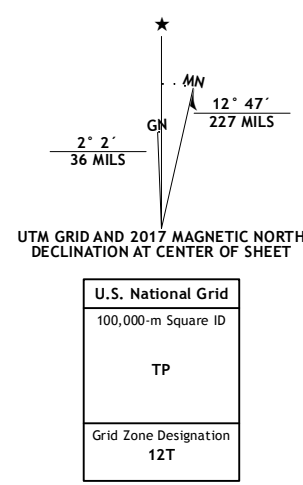 ★
MN
12° 47´
227 MILS
GN
2° 2´
36 MILS
UTM GRID AND 2017 MAGNETIC NORTH
DECLINATION AT CENTER OF SHEET
U.S. National Grid
100,000-m Square ID
TP
Grid Zone Designation
12T